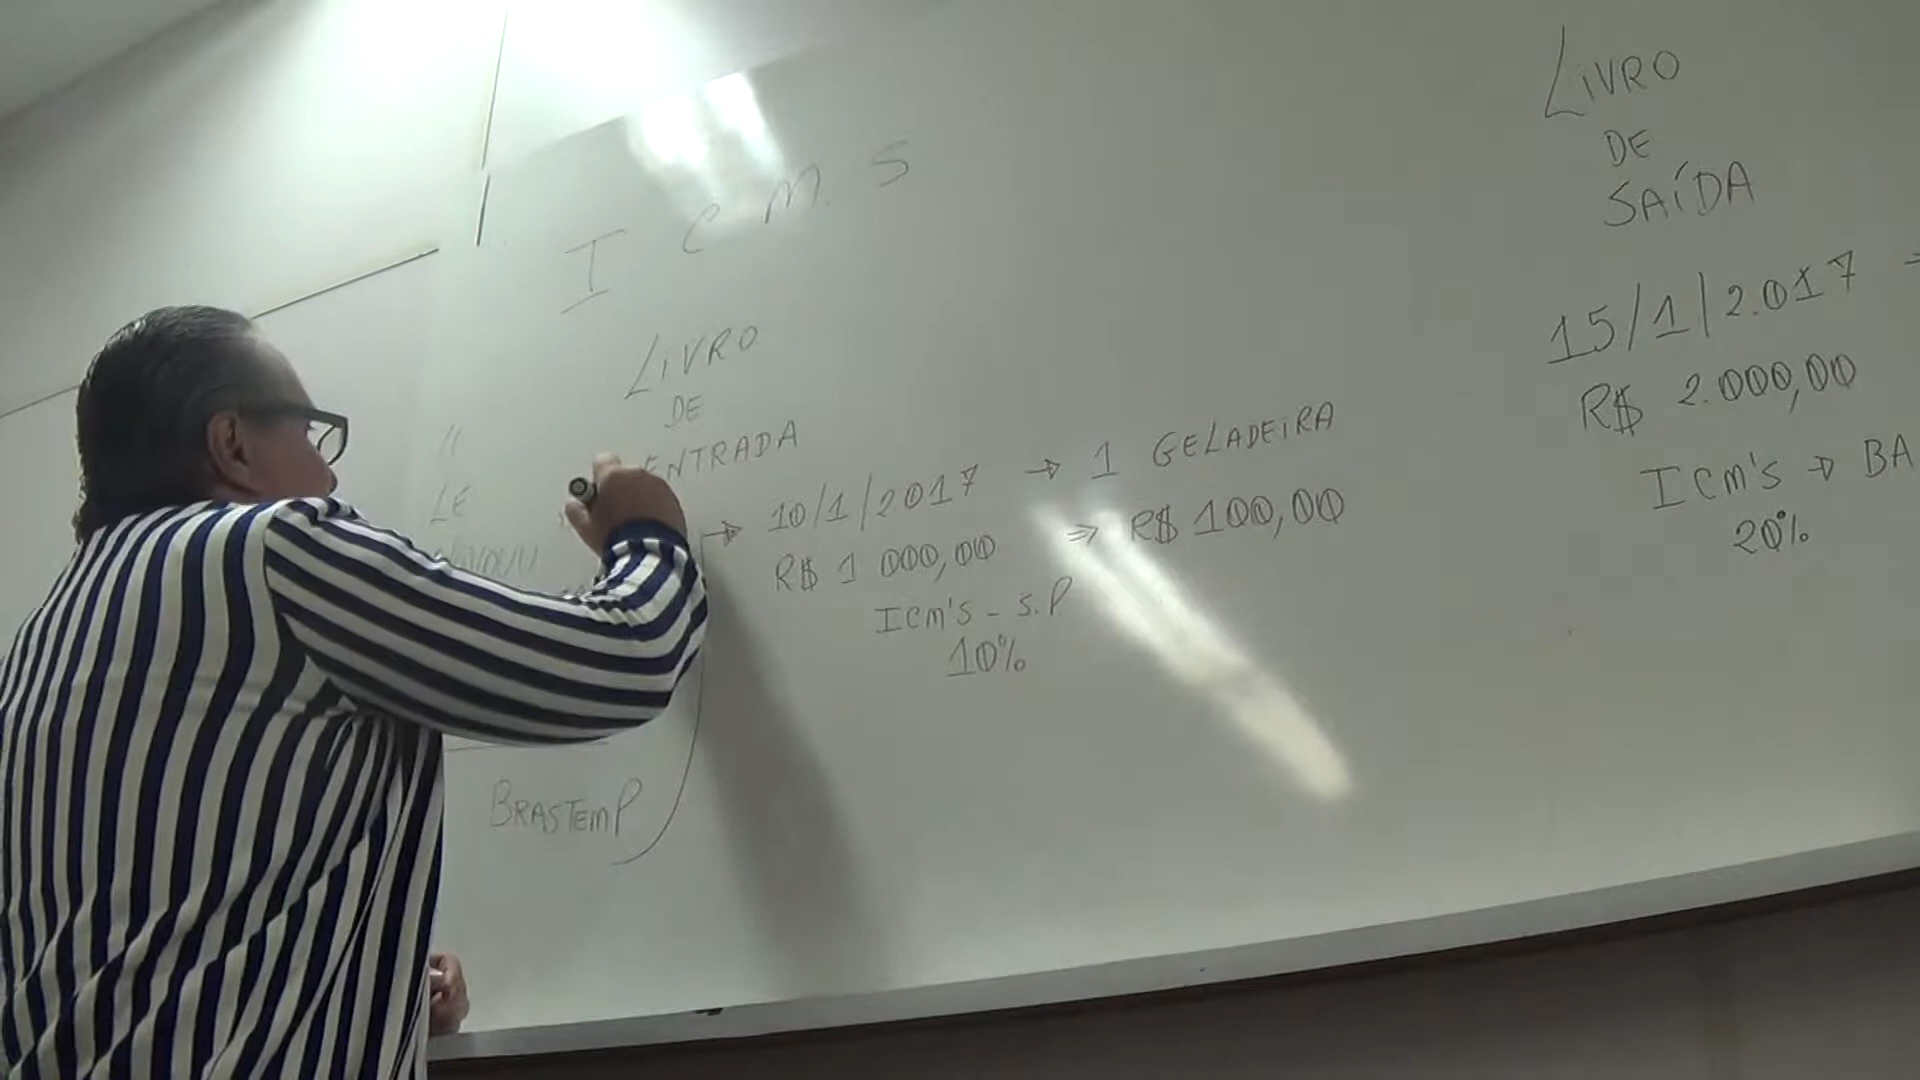 I C M. S
LIVRO
DE
ENTRADA
10/1/2017 → 1 GELADEIRA
R$ 1 000,00 ⇒ R$ 100,00
ICM'S - S.P
10%
LE
BRASTEMP
LIVRO
DE
SAÍDA
15/1/2.017
R$ 2.000,00
ICM'S → BA
20%